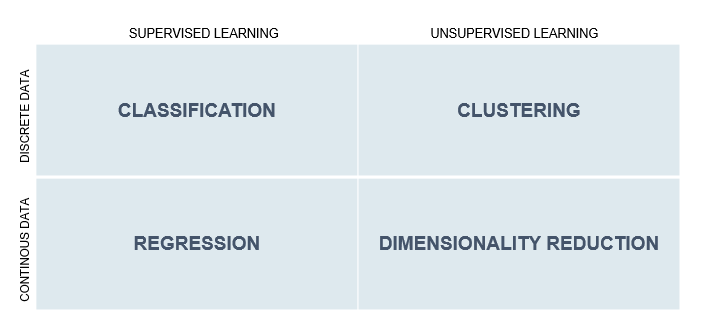 SUPERVISED LEARNING
UNSUPERVISED LEARNING
DISCRETE DATA
CLASSIFICATION
CLUSTERING
CONTINOUS DATA
REGRESSION
DIMENSIONALITY REDUCTION